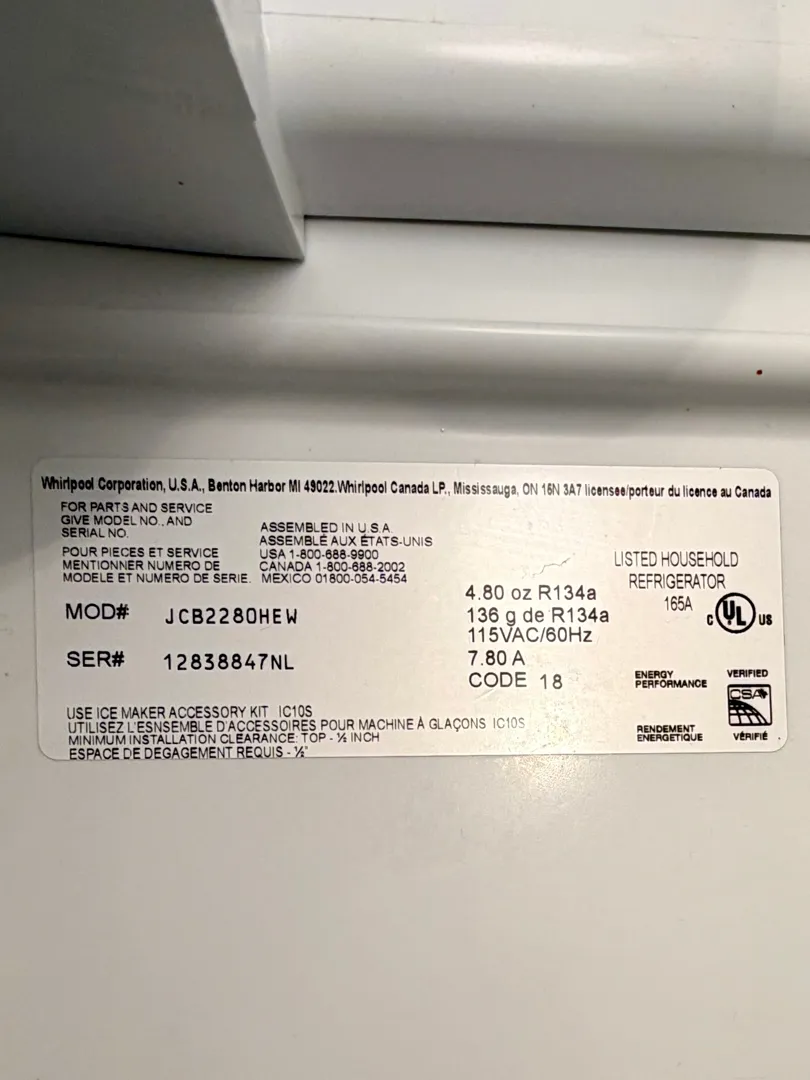 Whirlpool Corporation, U.S.A., Benton Harbor MI 49022.Whirlpool Canada LP., Mississauga, ON 16N 3A7 licensee/porteur du licence au Canada
FOR PARTS AND SERVICE
GIVE MODEL NO., AND
SERIAL NO.
POUR PIECES ET SERVICE
MENTIONNER NUMERO DE
MODELE ET NUMERO DE SERIE.
ASSEMBLED IN U.S.A.
ASSEMBLÉ AUX ÉTATS-UNIS
USA 1-800-688-9900
CANADA 1-800-688-2002
MEXICO 01800-054-5454
MOD# JCB2280HEW
SER# 12838847NL
4.80 oz R134a
136 g de R134a
115VAC/60Hz
7.80 A
CODE 18
LISTED HOUSEHOLD
REFRIGERATOR
165A
C UL US
ENERGY
PERFORMANCE
VERIFIED
CSA
RENDEMENT
ENERGETIQUE
VÉRIFIÉ
USE ICE MAKER ACCESSORY KIT IC10S
UTILISEZ L'ESNSEMBLE D'ACCESSOIRES POUR MACHINE À GLAÇONS IC10S
MINIMUM INSTALLATION CLEARANCE: TOP - ½ INCH
ESPACE DE DEGAGEMENT REQUIS - ½"